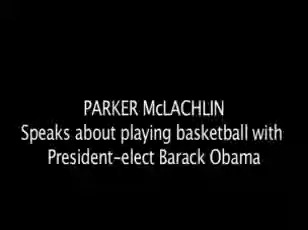 PARKER McLACHLIN
Speaks about playing basketball with
President-elect Barack Obama